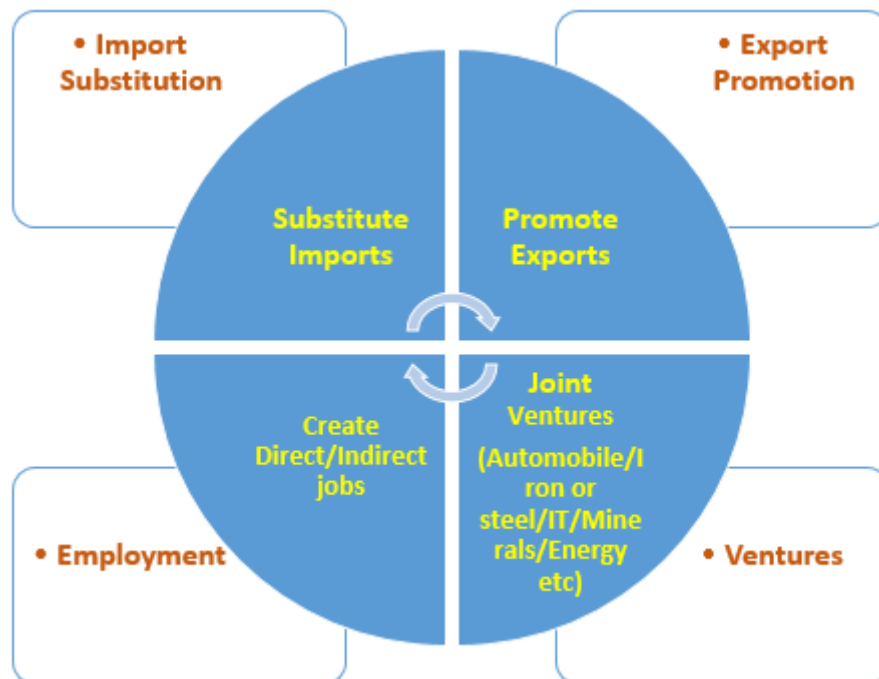 • Import
Substitution
• Export
Promotion
Substitute
Imports
Promote
Exports
Create
Direct/Indirect
jobs
Joint
Ventures
(Automobile/I
ron or
steel/IT/Mine
rals/Energy
etc)
• Employment
• Ventures